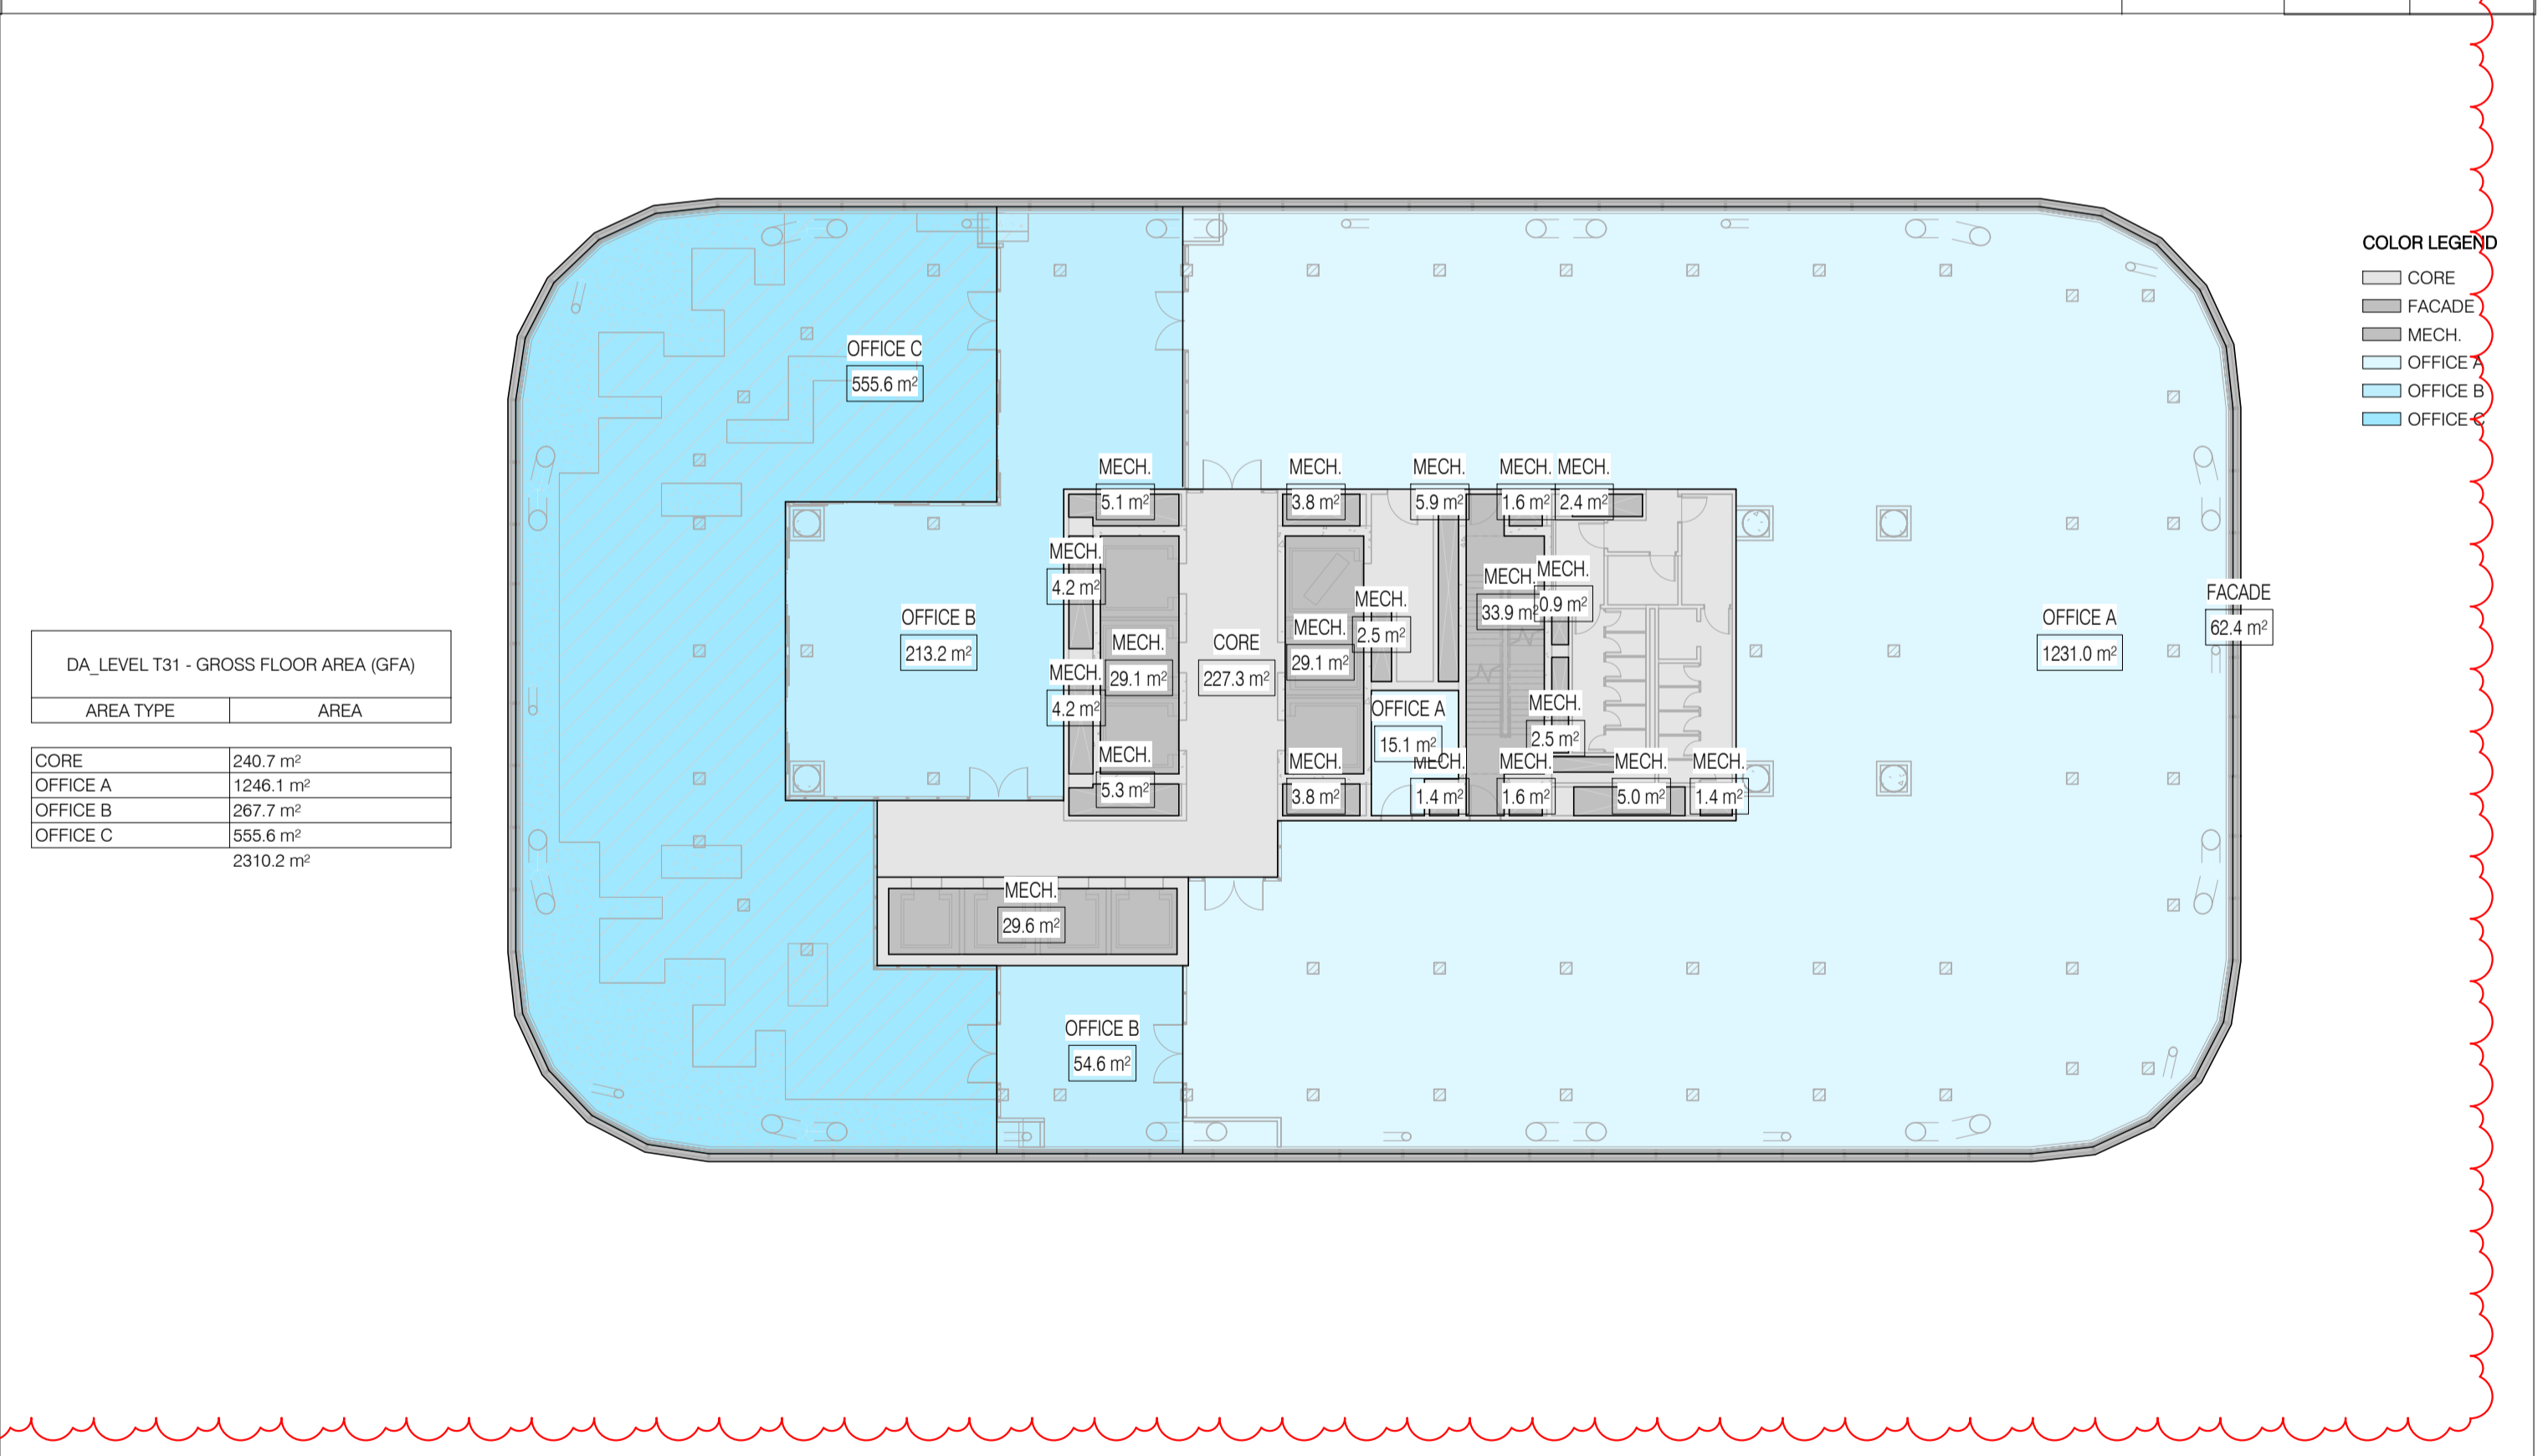 COLOR LEGEND
CORE
FACADE
MECH.
OFFICE A
OFFICE B
OFFICE C
DA_LEVEL T31 - GROSS FLOOR AREA (GFA)
AREA TYPE AREA
CORE 240.7 m²
OFFICE A 1246.1 m²
OFFICE B 267.7 m²
OFFICE C 555.6 m²
2310.2 m²
OFFICE C
555.6 m²
MECH.
5.1 m²
MECH.
3.8 m²
MECH.
5.9 m²
MECH.
1.6 m²
MECH.
2.4 m²
MECH.
4.2 m²
OFFICE B
213.2 m²
MECH.
29.1 m²
MECH.
4.2 m²
MECH.
5.3 m²
CORE
227.3 m²
MECH.
29.1 m²
MECH.
2.5 m²
MECH.
33.9 m²
MECH.
0.9 m²
OFFICE A
15.1 m²
MECH.
2.5 m²
MECH.
3.8 m²
MECH.
1.4 m²
MECH.
1.6 m²
MECH.
5.0 m²
MECH.
1.4 m²
OFFICE A
1231.0 m²
FACADE
62.4 m²
MECH.
29.6 m²
OFFICE B
54.6 m²